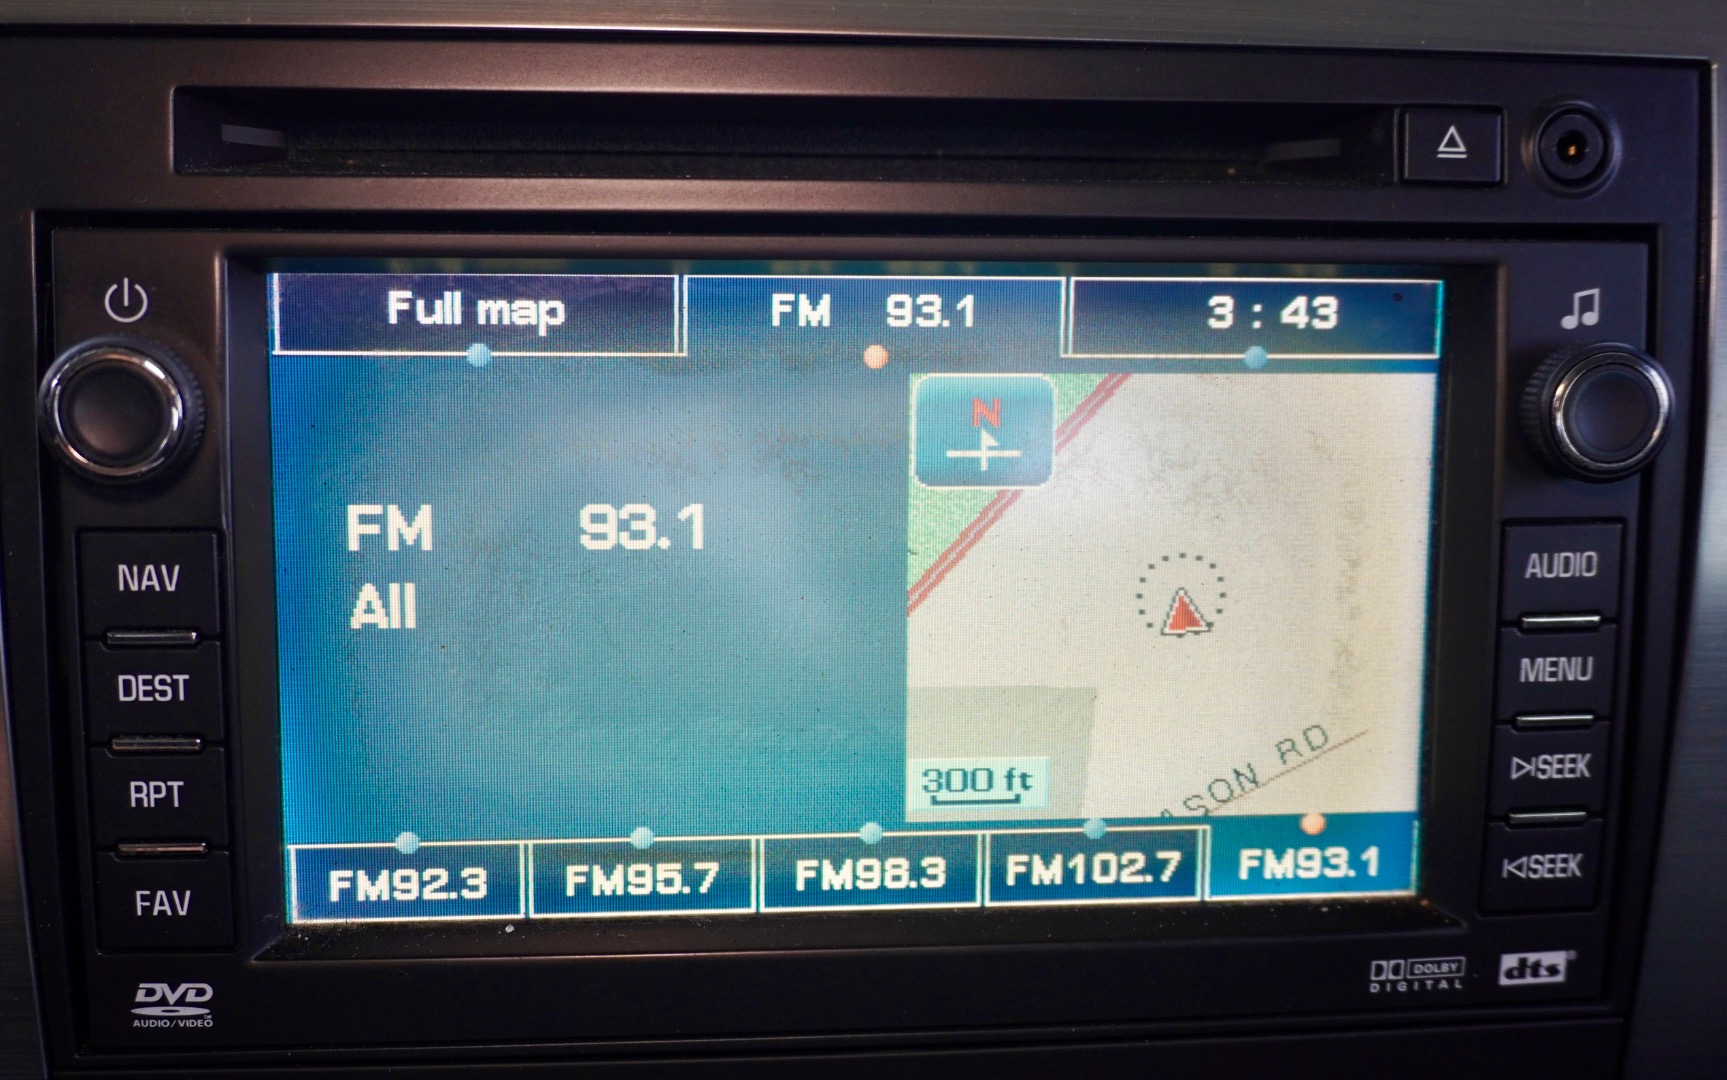 Full map FM 93.1 3 : 43
N
FM 93.1
All
300 ft
ASON RD
FM92.3 FM95.7 FM98.3 FM102.7 FM93.1
NAV
DEST
RPT
FAV
AUDIO
MENU
SEEK
SEEK
DVD
AUDIO/VIDEO
DOLBY
DIGITAL
dts